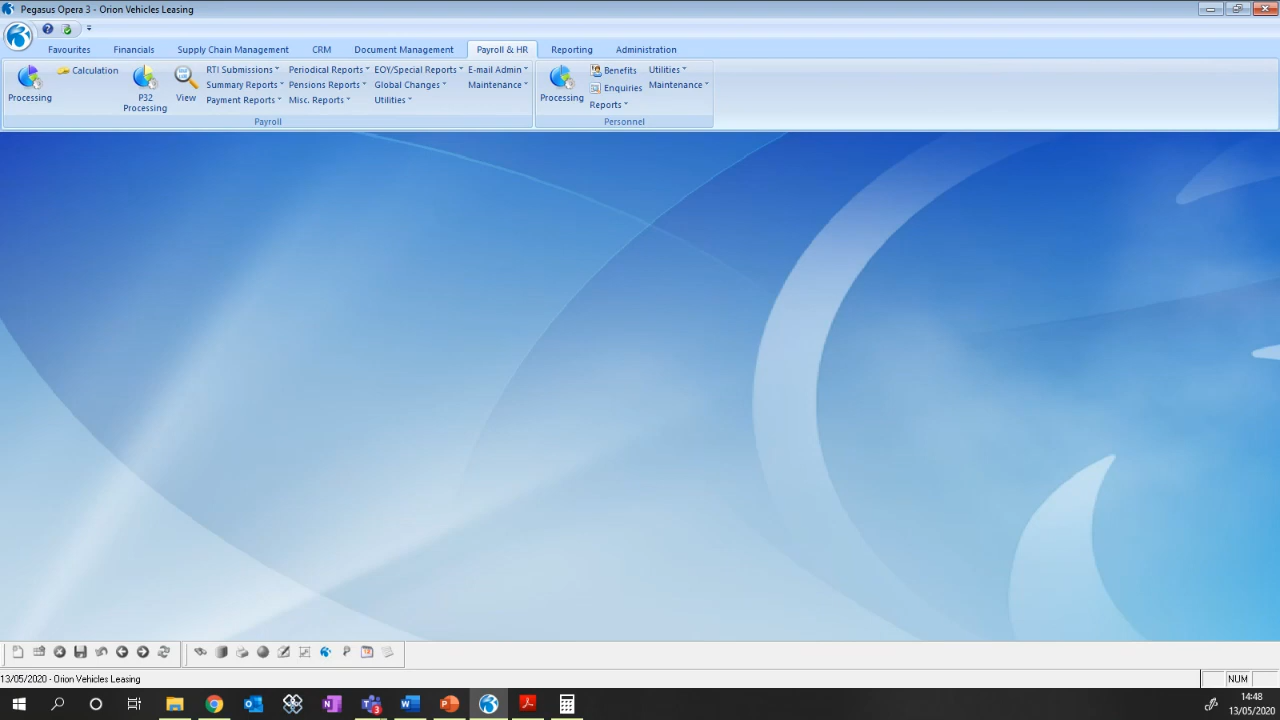 Pegasus Opera 3 - Orion Vehicles Leasing
Favourites Financials Supply Chain Management CRM Document Management Payroll & HR Reporting Administration
Processing
Calculation
P32
Processing
View
RTI Submissions
Summary Reports
Payment Reports
Periodical Reports
Pensions Reports
Misc. Reports
EOY/Special Reports
Global Changes
Utilities
E-mail Admin
Maintenance
Payroll
Processing
Benefits
Enquiries
Reports
Utilities
Maintenance
Personnel
13/05/2020 - Orion Vehicles Leasing
NUM
14:48
13/05/2020